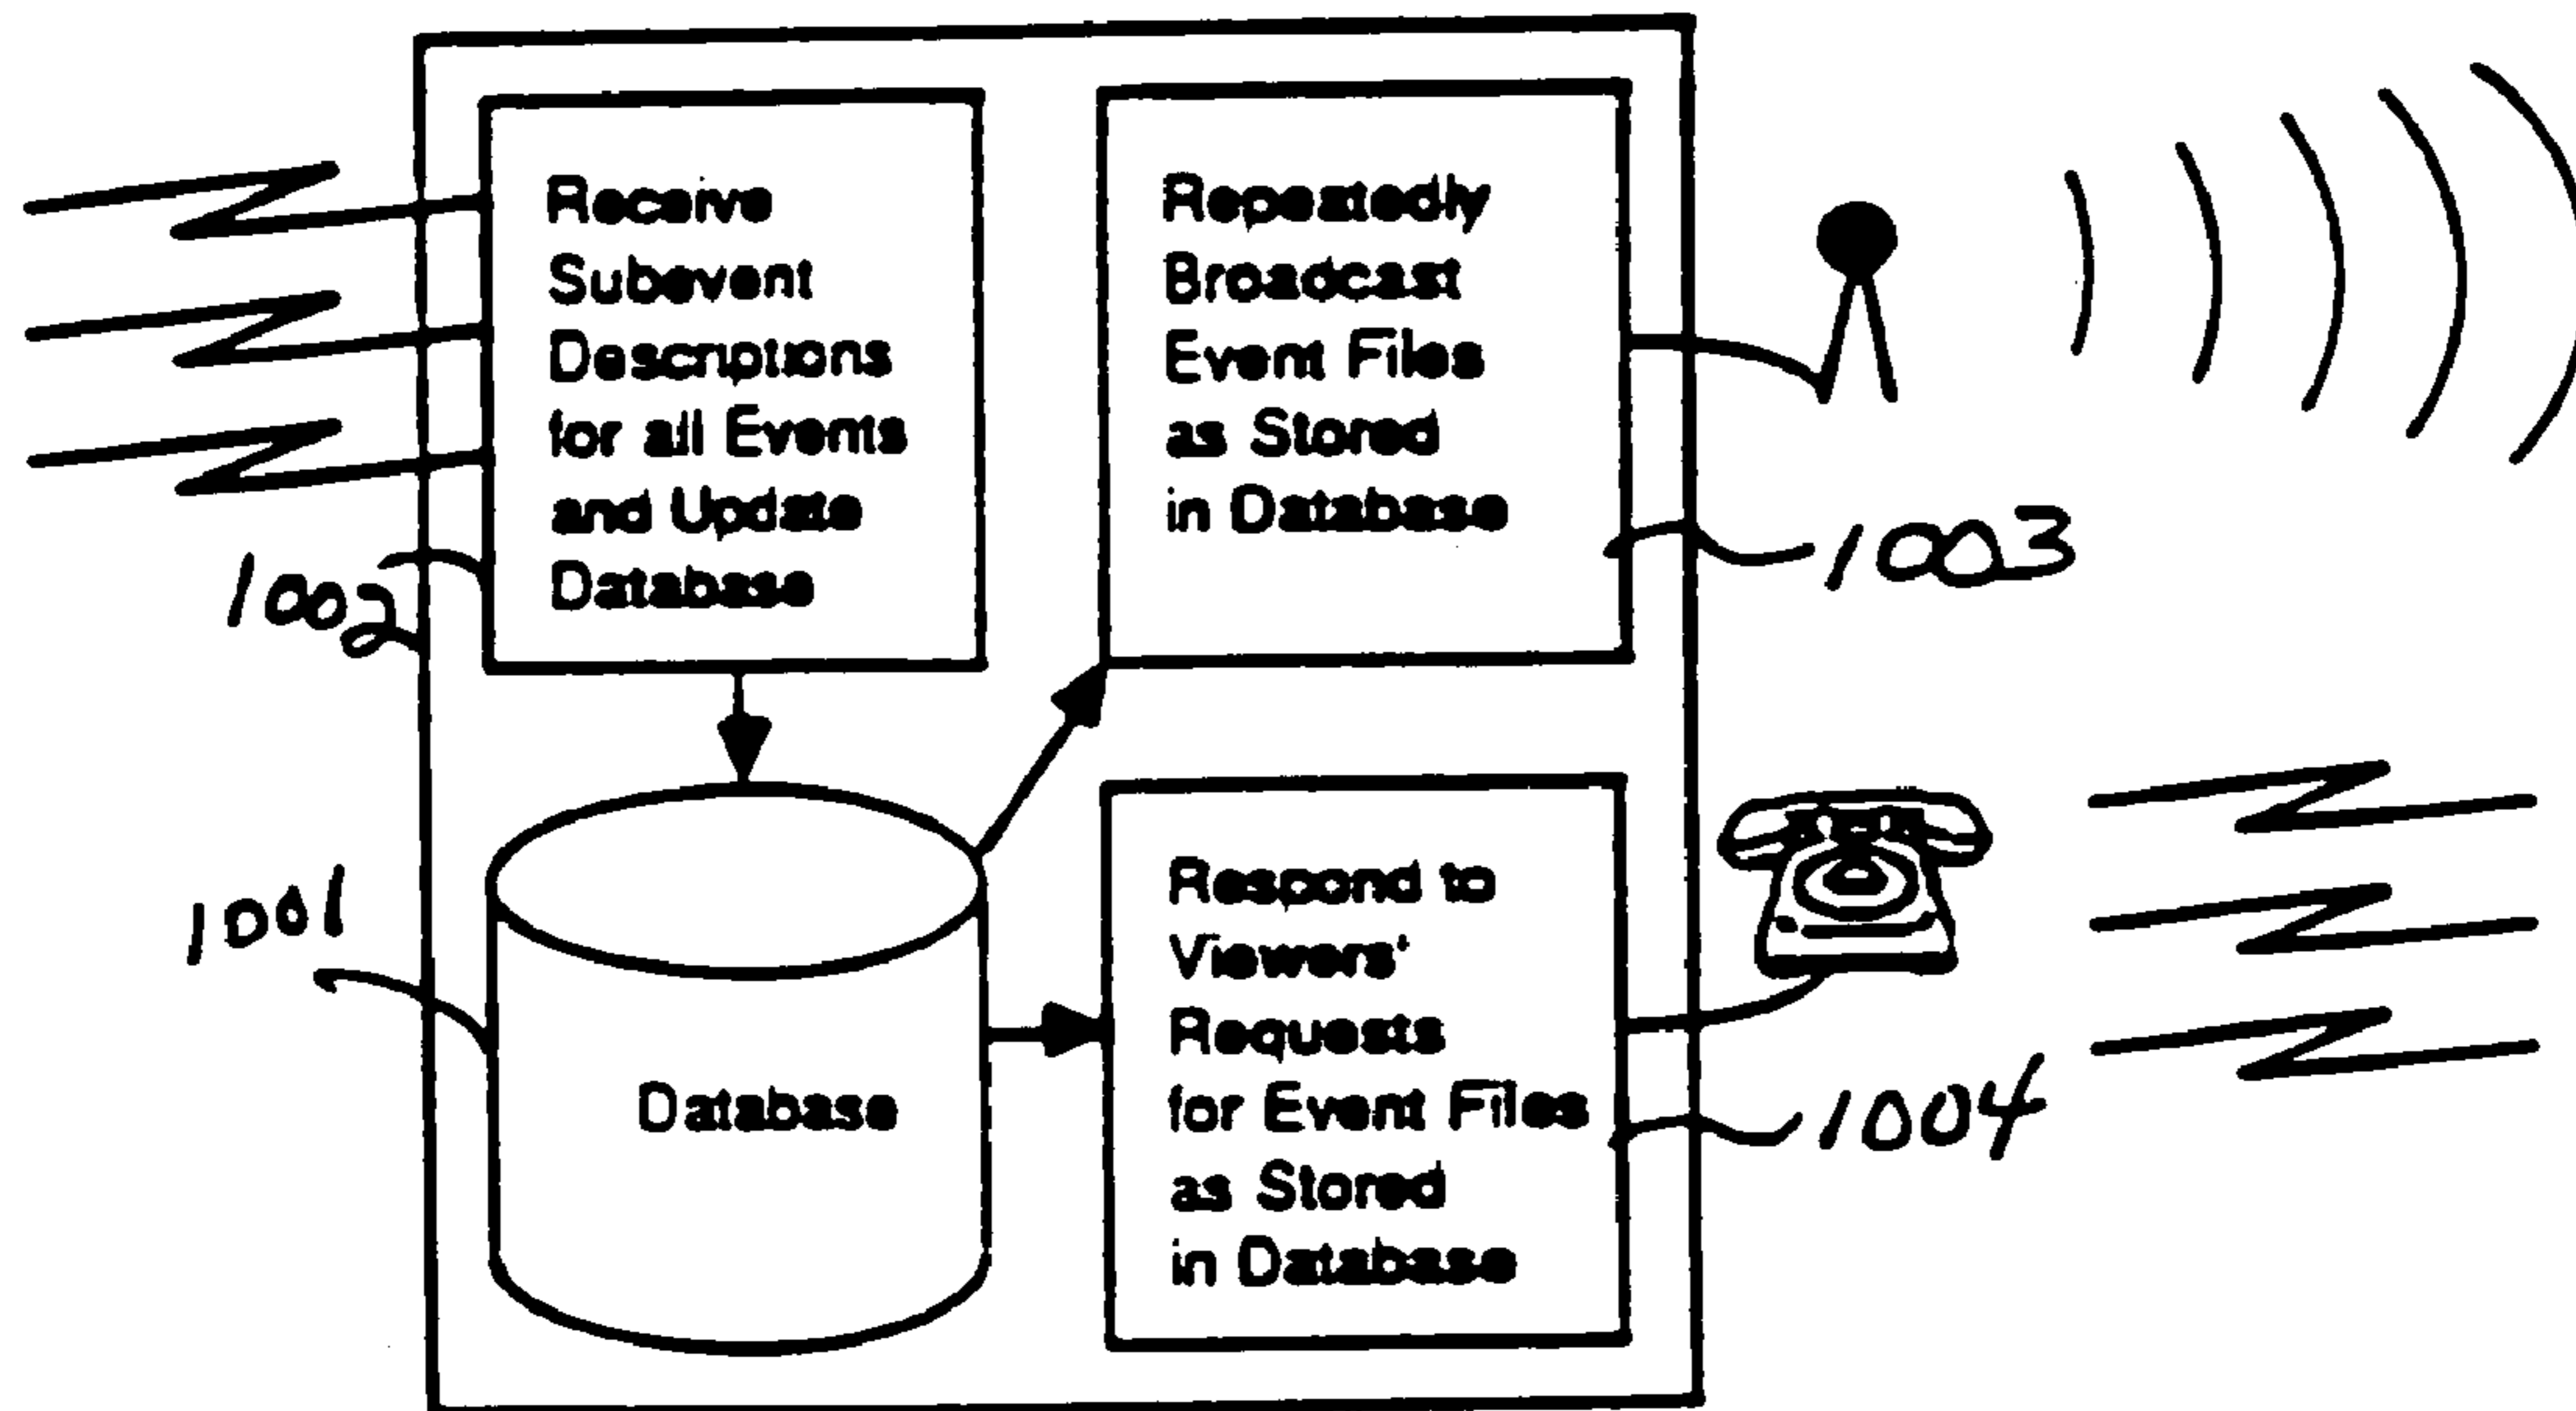 Receive
Subevent
Descriptions
for all Events
and Update
Database
1002
Repeatedly
Broadcast
Event Files
as Stored
in Database
1003
1001
Database
Respond to
Viewers'
Requests
for Event Files
as Stored
in Database
1004